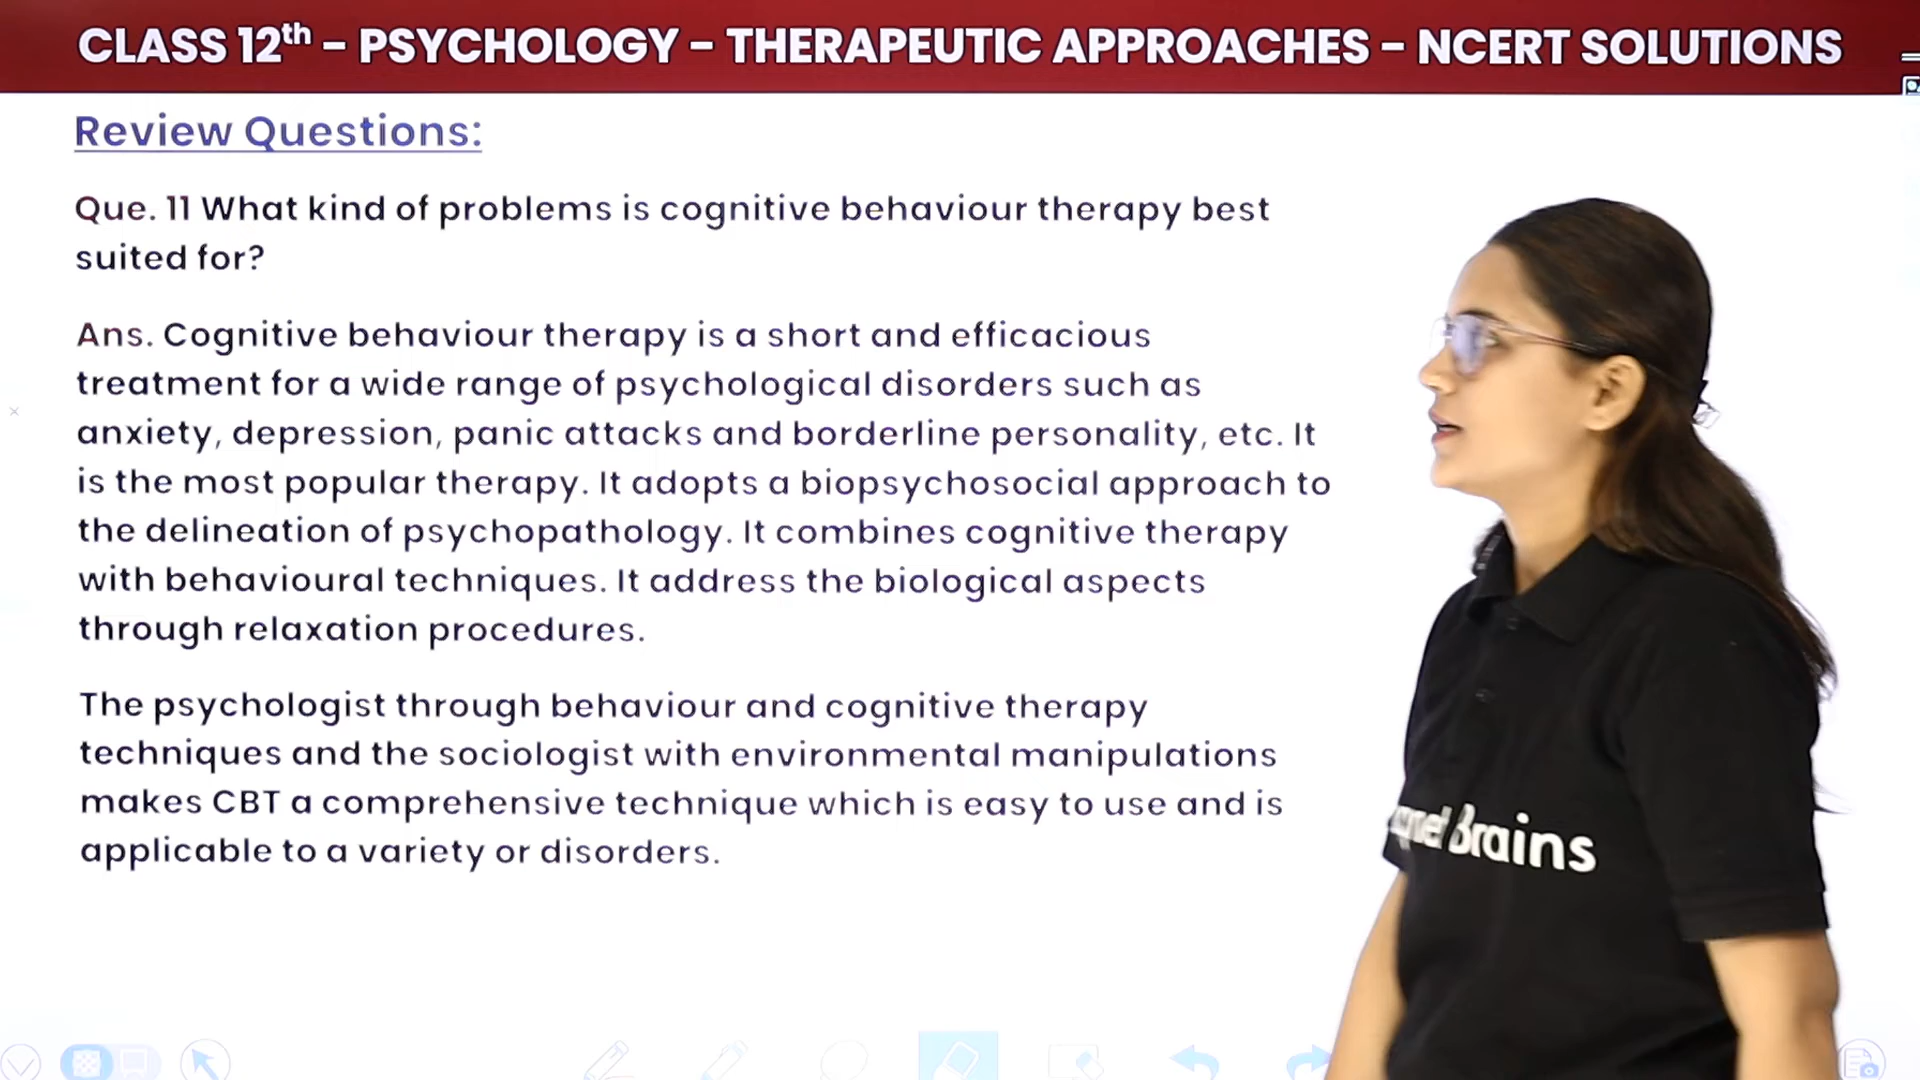 CLASS 12th – PSYCHOLOGY – THERAPEUTIC APPROACHES – NCERT SOLUTIONS
Review Questions:
Que. 11 What kind of problems is cognitive behaviour therapy best
suited for?
Ans. Cognitive behaviour therapy is a short and efficacious
treatment for a wide range of psychological disorders such as
anxiety, depression, panic attacks and borderline personality, etc. It
is the most popular therapy. It adopts a biopsychosocial approach to
the delineation of psychopathology. It combines cognitive therapy
with behavioural techniques. It address the biological aspects
through relaxation procedures.
The psychologist through behaviour and cognitive therapy
techniques and the sociologist with environmental manipulations
makes CBT a comprehensive technique which is easy to use and is
applicable to a variety or disorders.
Brains